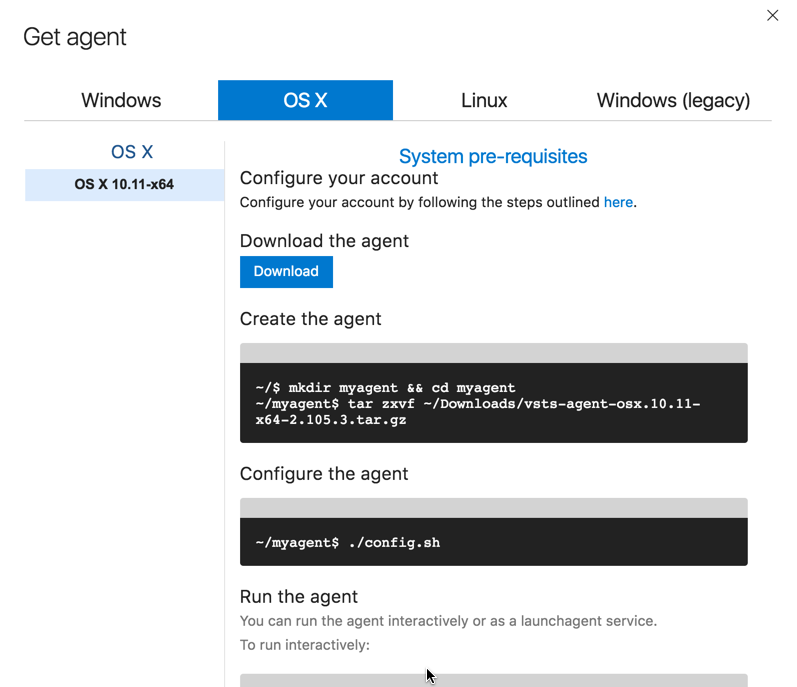 Get agent
Windows
OS X
Linux
Windows (legacy)
OS X
OS X 10.11-x64
System pre-requisites
Configure your account
Configure your account by following the steps outlined here.
Download the agent
Download
Create the agent
~/$ mkdir myagent && cd myagent
~/myagent$ tar zxvf ~/Downloads/vsts-agent-osx.10.11-
x64-2.105.3.tar.gz
Configure the agent
~/myagent$ ./config.sh
Run the agent
You can run the agent interactively or as a launchagent service.
To run interactively: